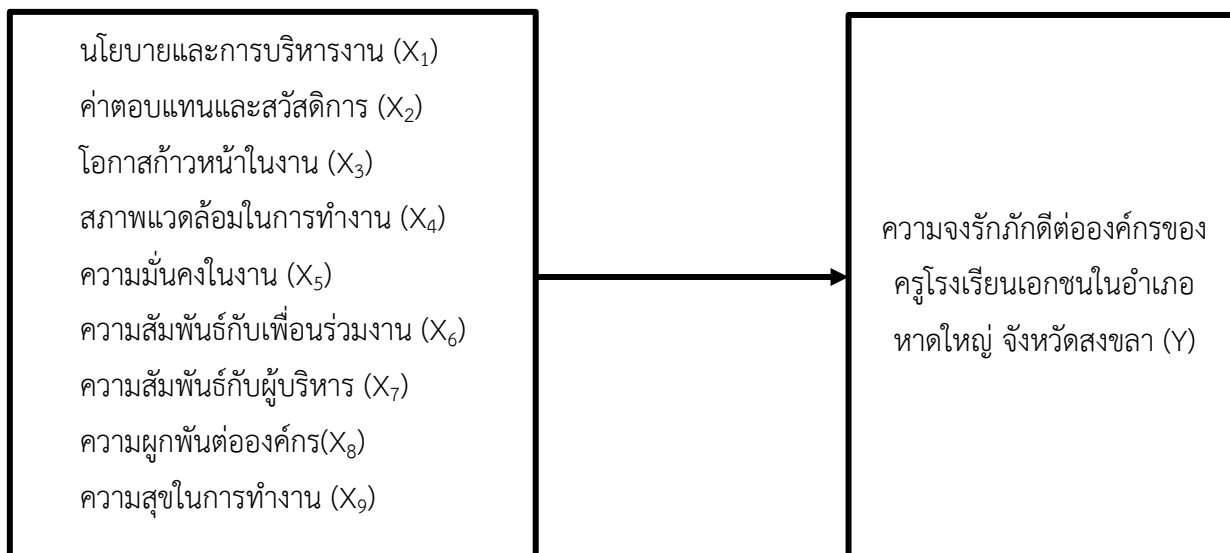 นโยบายและการบริหารงาน (X₁)
ค่าตอบแทนและสวัสดิการ (X₂)
โอกาสก้าวหน้าในงาน (X₃)
สภาพแวดล้อมในการทำงาน (X₄)
ความมั่นคงในงาน (X₅)
ความสัมพันธ์กับเพื่อนร่วมงาน (X₆)
ความสัมพันธ์กับผู้บริหาร (X₇)
ความผูกพันต่อองค์กร(X₈)
ความสุขในการทำงาน (X₉)
ความจงรักภักดีต่อองค์กรของ
ครูโรงเรียนเอกชนในอำเภอ
หาดใหญ่ จังหวัดสงขลา (Y)